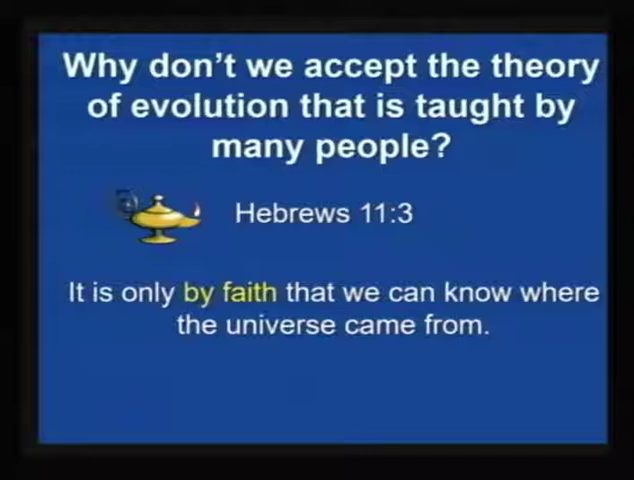 Why don't we accept the theory
of evolution that is taught by
many people?
Hebrews 11:3
It is only by faith that we can know where
the universe came from.